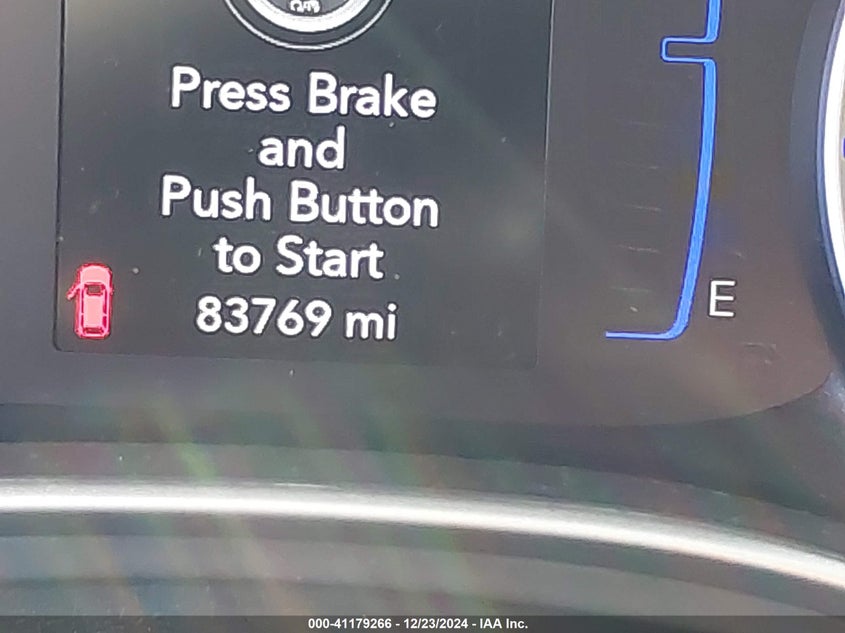 Press Brake
and
Push Button
to Start
83769 mi
E
000-41179266 - 12/23/2024 - IAA Inc.